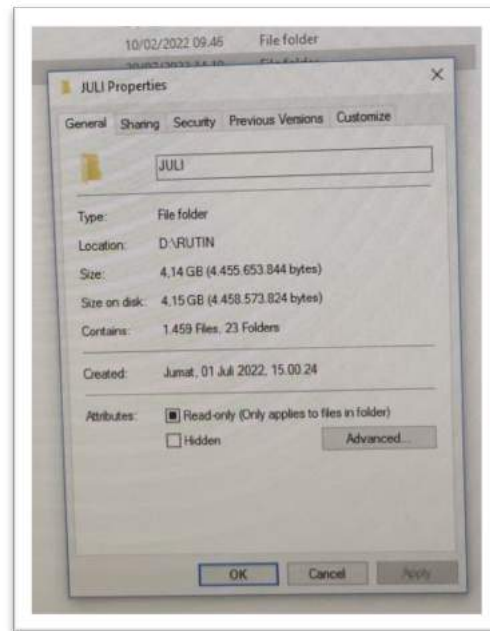 10/02/2022 09.46 File folder
JULI Properties
General Sharing Security Previous Versions Customize
JULI
Type: File folder
Location: D:\RUTIN
Size: 4,14 GB (4.455.653.844 bytes)
Size on disk: 4,15 GB (4.458.573.824 bytes)
Contains: 1.459 Files, 23 Folders
Created: Jumat, 01 Juli 2022, 15.00.24
Attributes: Read-only (Only applies to files in folder)
Hidden Advanced...
OK Cancel Apply